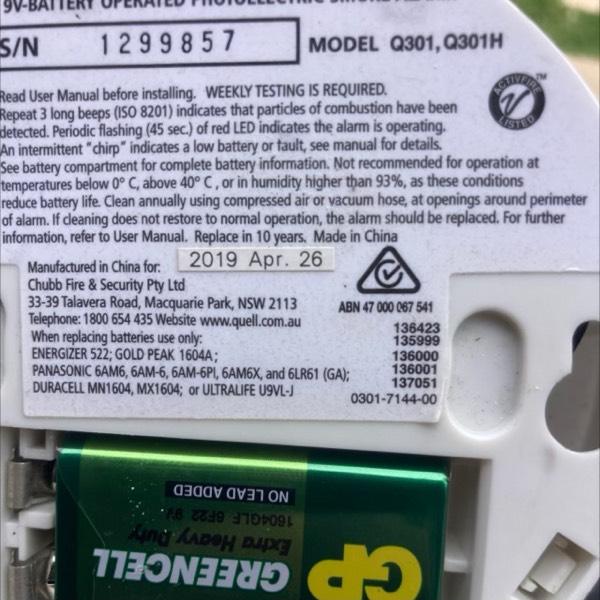 9V-BATTERY OPERATED PHOTOELECTRIC SMOKE ALARM
S/N 1299857 MODEL Q301, Q301H
ACTIVFIRE LISTED TM
Read User Manual before installing. WEEKLY TESTING IS REQUIRED.
Repeat 3 long beeps (ISO 8201) indicates that particles of combustion have been
detected. Periodic flashing (45 sec.) of red LED indicates the alarm is operating.
An intermittent "chirp" indicates a low battery or fault, see manual for details.
See battery compartment for complete battery information. Not recommended for operation at
temperatures below 0° C, above 40° C, or in humidity higher than 93%, as these conditions
reduce battery life. Clean annually using compressed air or vacuum hose, at openings around perimeter
of alarm. If cleaning does not restore to normal operation, the alarm should be replaced. For further
information, refer to User Manual. Replace in 10 years. Made in China
Manufactured in China for: 2019 Apr. 26
Chubb Fire & Security Pty Ltd
33-39 Talavera Road, Macquarie Park, NSW 2113
ABN 47 000 067 541
Telephone: 1800 654 435 Website www.quell.com.au
When replacing batteries use only:
ENERGIZER 522; GOLD PEAK 1604A;
PANASONIC 6AM6, 6AM-6, 6AM-6PI, 6AM6X, and 6LR61 (GA);
DURACELL MN1604, MX1604; or ULTRALIFE U9VL-J
136423
135999
136000
136001
137051
0301-7144-00
GP GREENCELL
Extra Heavy Duty
1604GLF 6F22 9V
NO LEAD ADDED